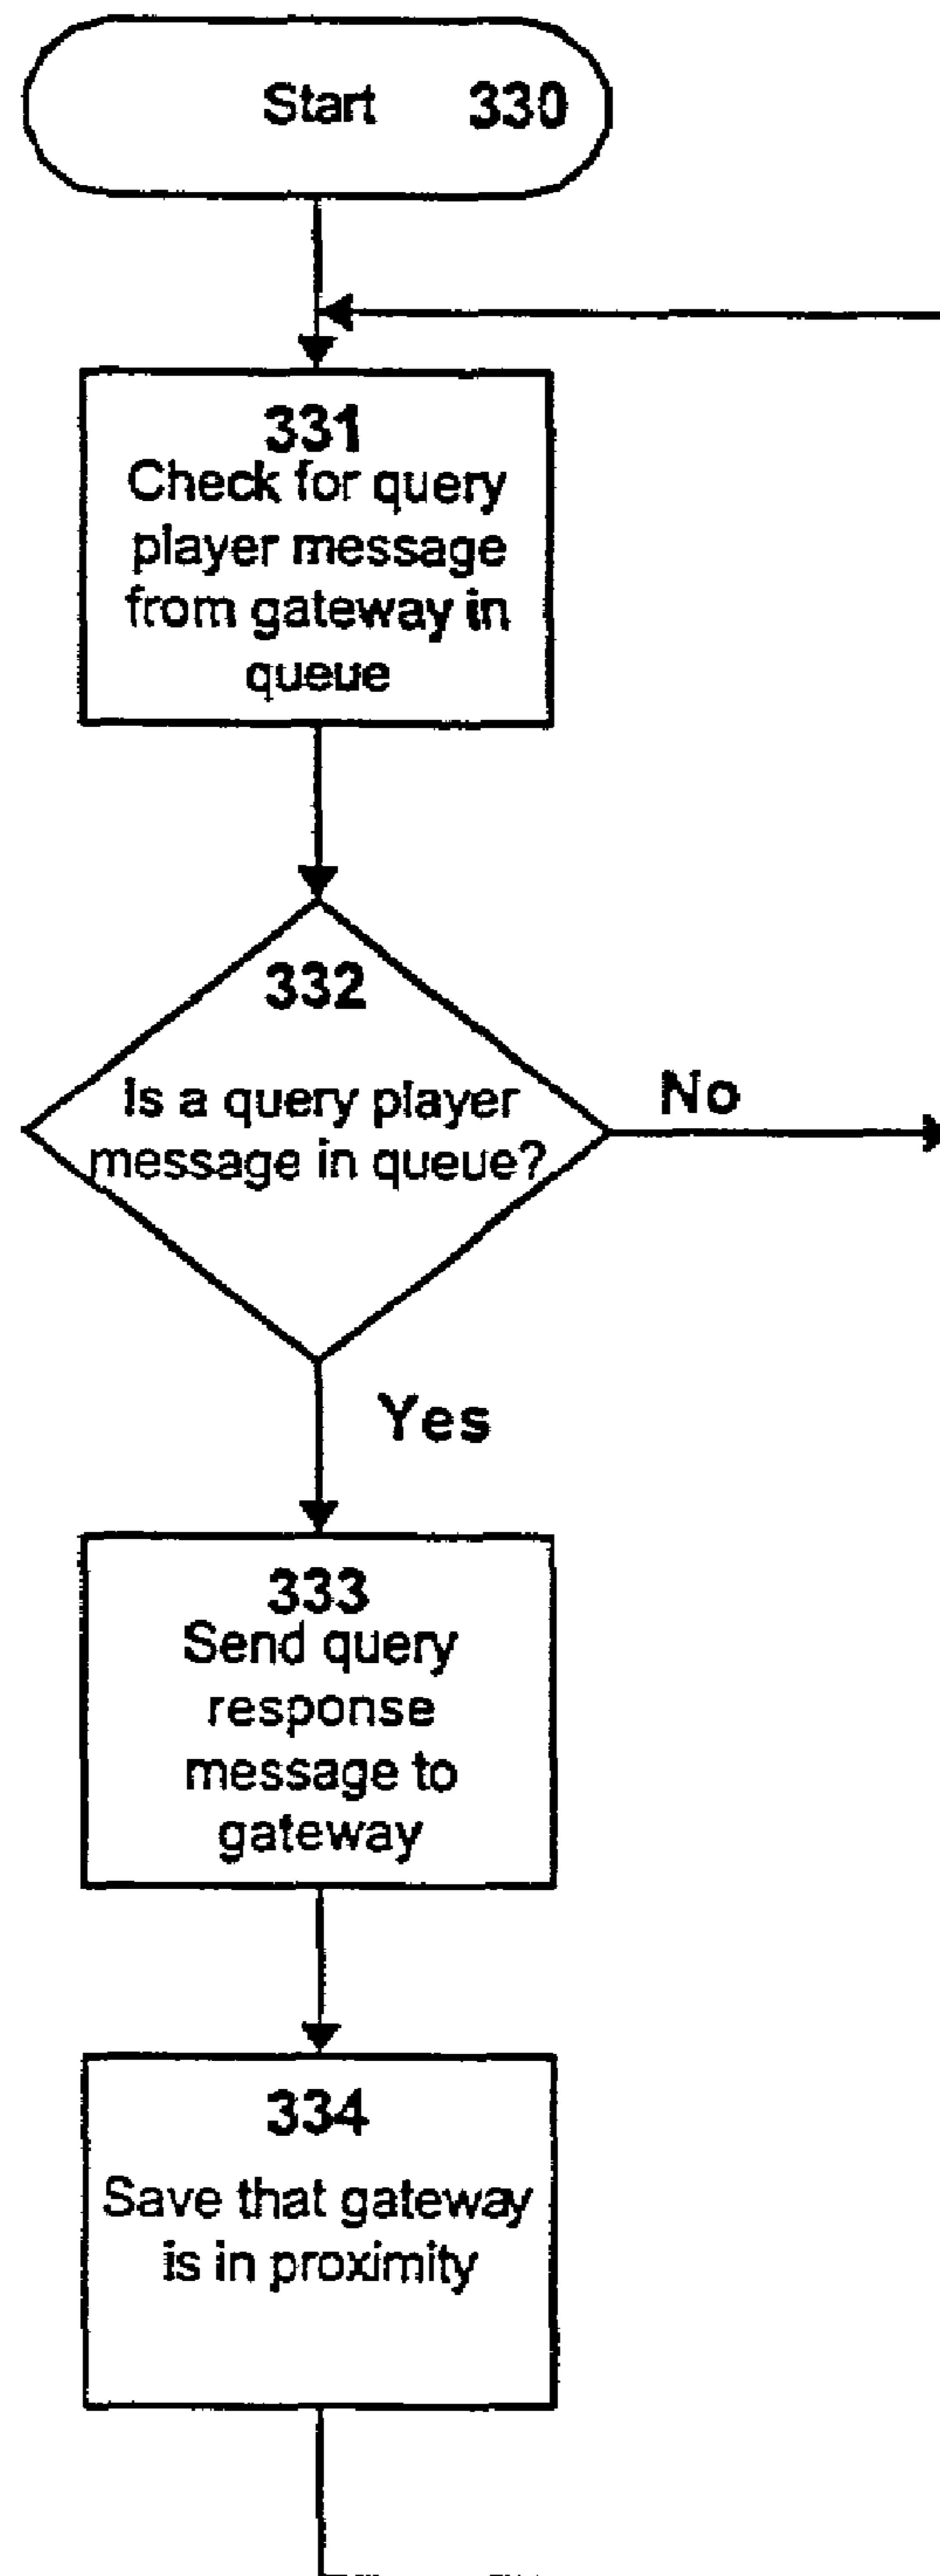 Start 330
331
Check for query
player message
from gateway in
queue
332
Is a query player
message in queue?
No
Yes
333
Send query
response
message to
gateway
334
Save that gateway
is in proximity